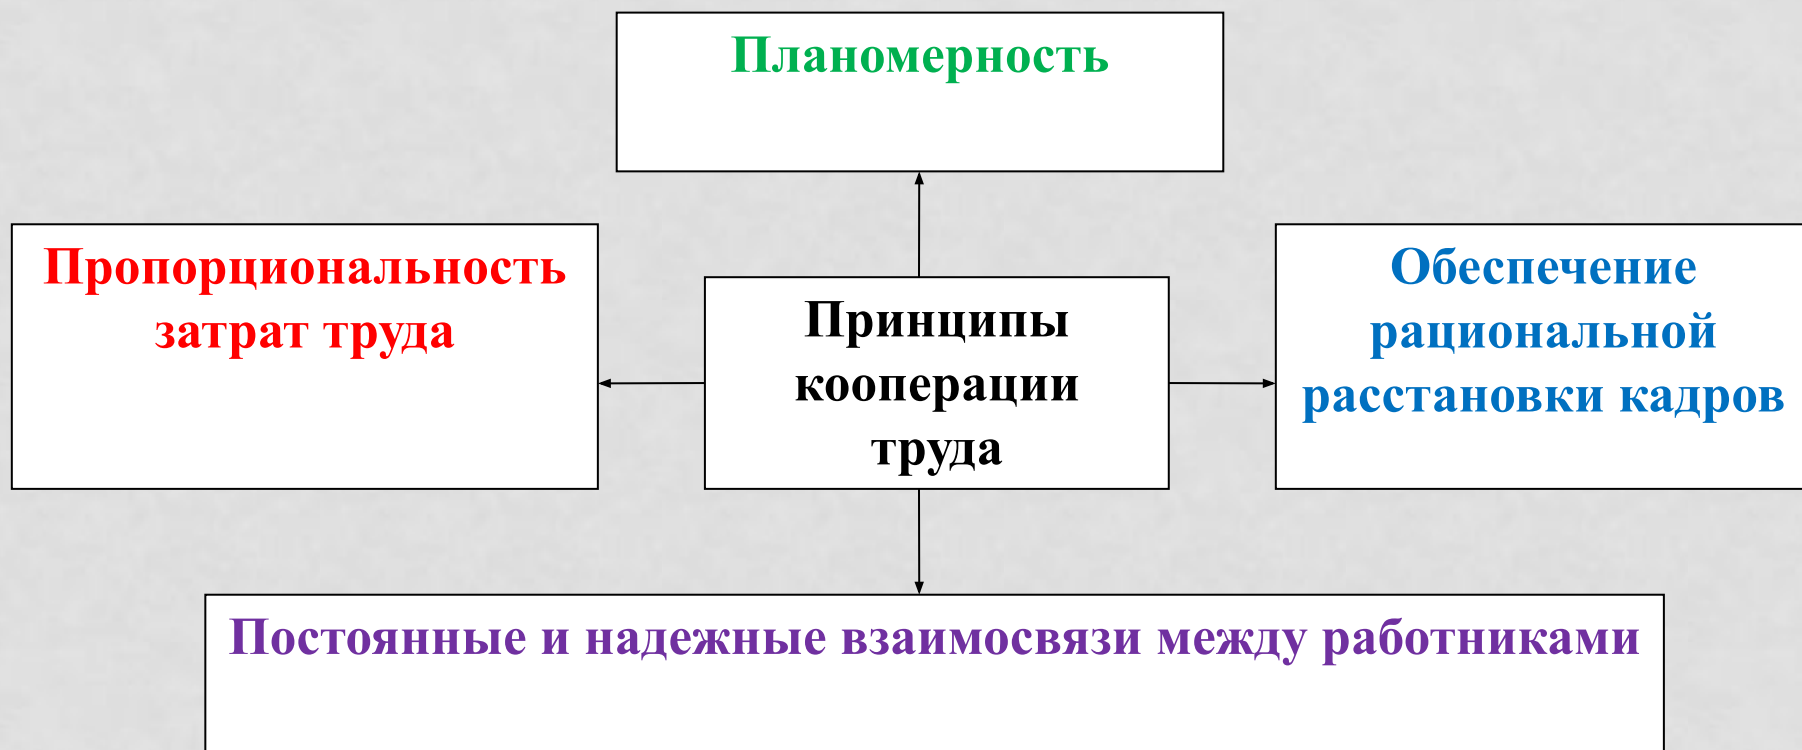 Планомерность
Пропорциональность
затрат труда
Принципы
кооперации
труда
Обеспечение
рациональной
расстановки кадров
Постоянные и надежные взаимосвязи между работниками